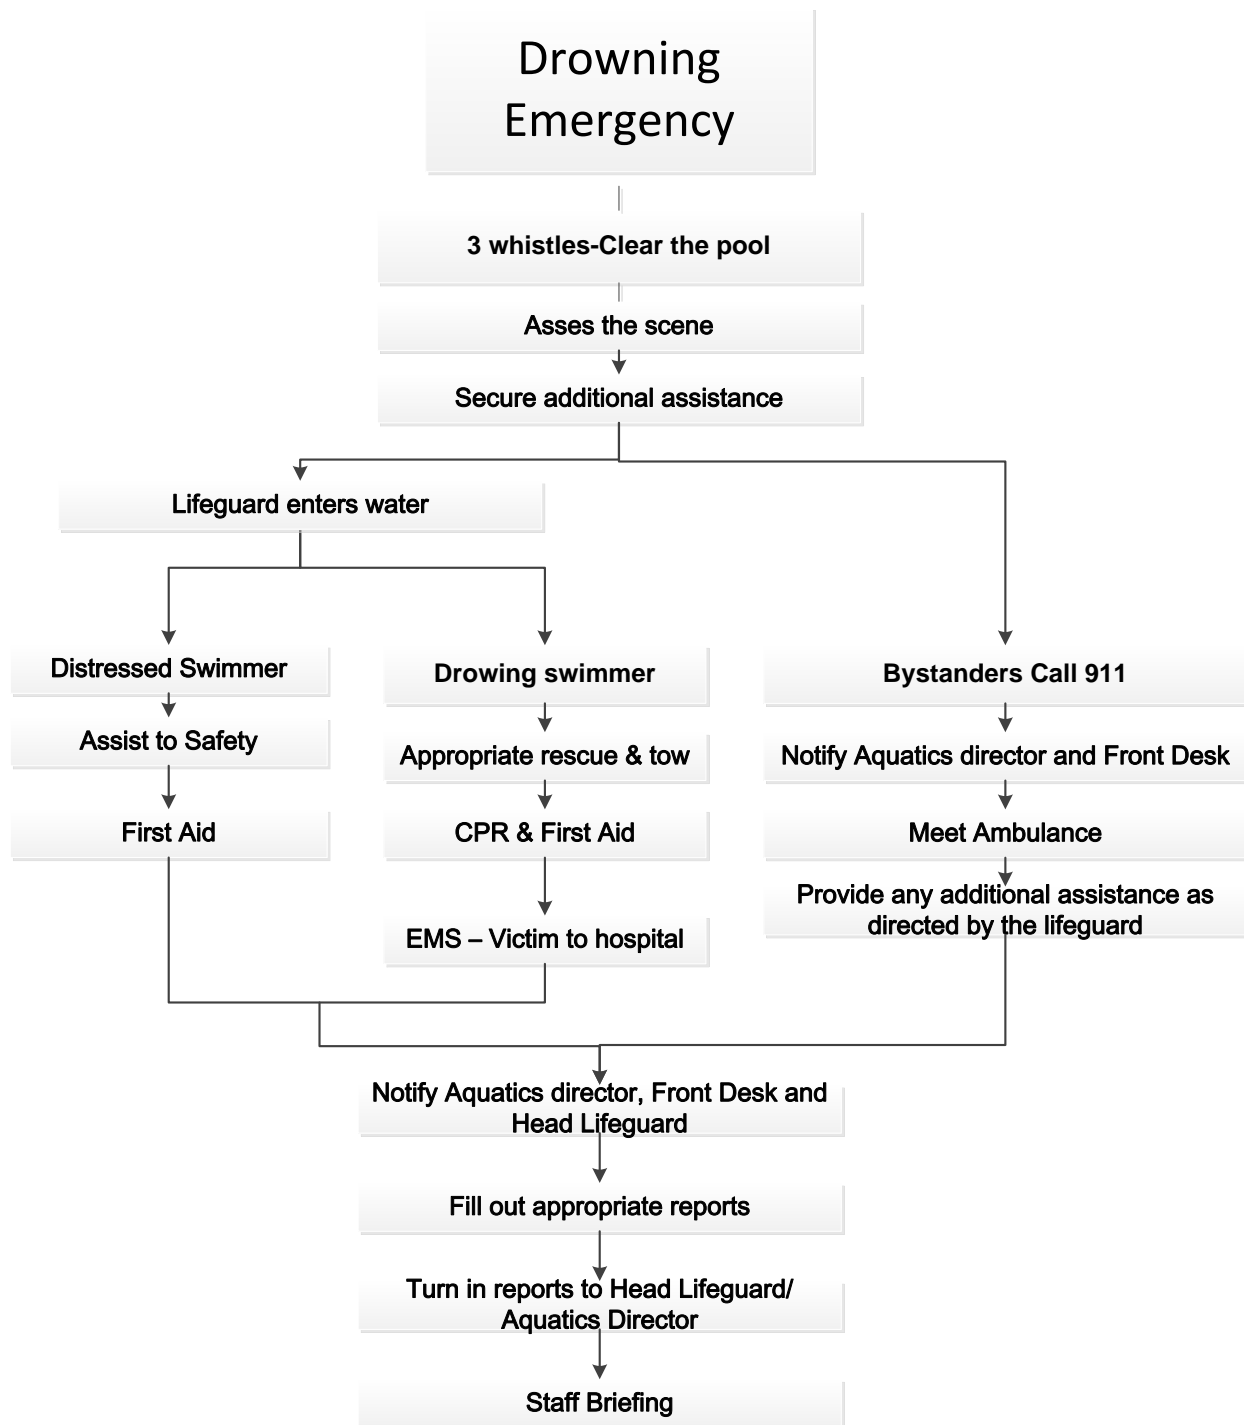 Drowning
Emergency
3 whistles-Clear the pool
Asses the scene
Secure additional assistance
Lifeguard enters water
Distressed Swimmer
Drowing swimmer
Bystanders Call 911
Assist to Safety
Appropriate rescue & tow
Notify Aquatics director and Front Desk
First Aid
CPR & First Aid
Meet Ambulance
Provide any additional assistance as
directed by the lifeguard
EMS – Victim to hospital
Notify Aquatics director, Front Desk and
Head Lifeguard
Fill out appropriate reports
Turn in reports to Head Lifeguard/
Aquatics Director
Staff Briefing